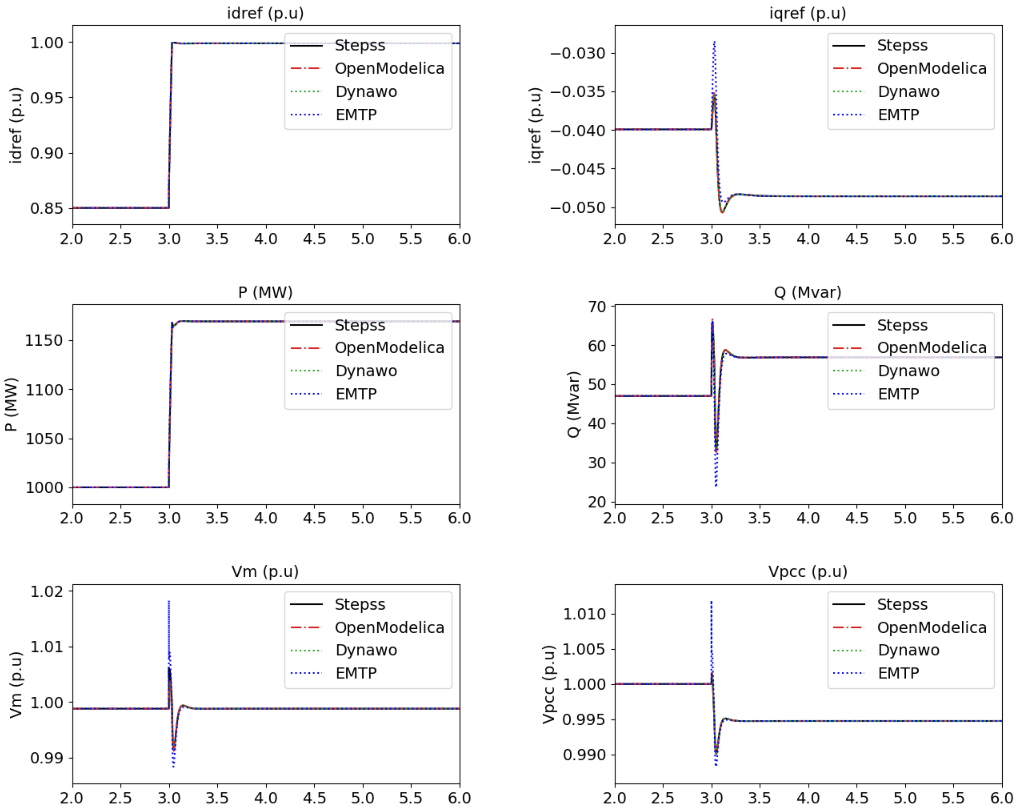 idref (p.u)
idref (p.u)
1.00
0.95
0.90
0.85
2.0 2.5 3.0 3.5 4.0 4.5 5.0 5.5 6.0
Stepss
OpenModelica
Dynawo
EMTP
iqref (p.u)
iqref (p.u)
−0.030
−0.035
−0.040
−0.045
−0.050
2.0 2.5 3.0 3.5 4.0 4.5 5.0 5.5 6.0
Stepss
OpenModelica
Dynawo
EMTP
P (MW)
P (MW)
1150
1100
1050
1000
2.0 2.5 3.0 3.5 4.0 4.5 5.0 5.5 6.0
Stepss
OpenModelica
Dynawo
EMTP
Q (Mvar)
Q (Mvar)
70
60
50
40
30
20
2.0 2.5 3.0 3.5 4.0 4.5 5.0 5.5 6.0
Stepss
OpenModelica
Dynawo
EMTP
Vm (p.u)
Vm (p.u)
1.02
1.01
1.00
0.99
2.0 2.5 3.0 3.5 4.0 4.5 5.0 5.5 6.0
Stepss
OpenModelica
Dynawo
EMTP
Vpcc (p.u)
Vpcc (p.u)
1.010
1.005
1.000
0.995
0.990
2.0 2.5 3.0 3.5 4.0 4.5 5.0 5.5 6.0
Stepss
OpenModelica
Dynawo
EMTP